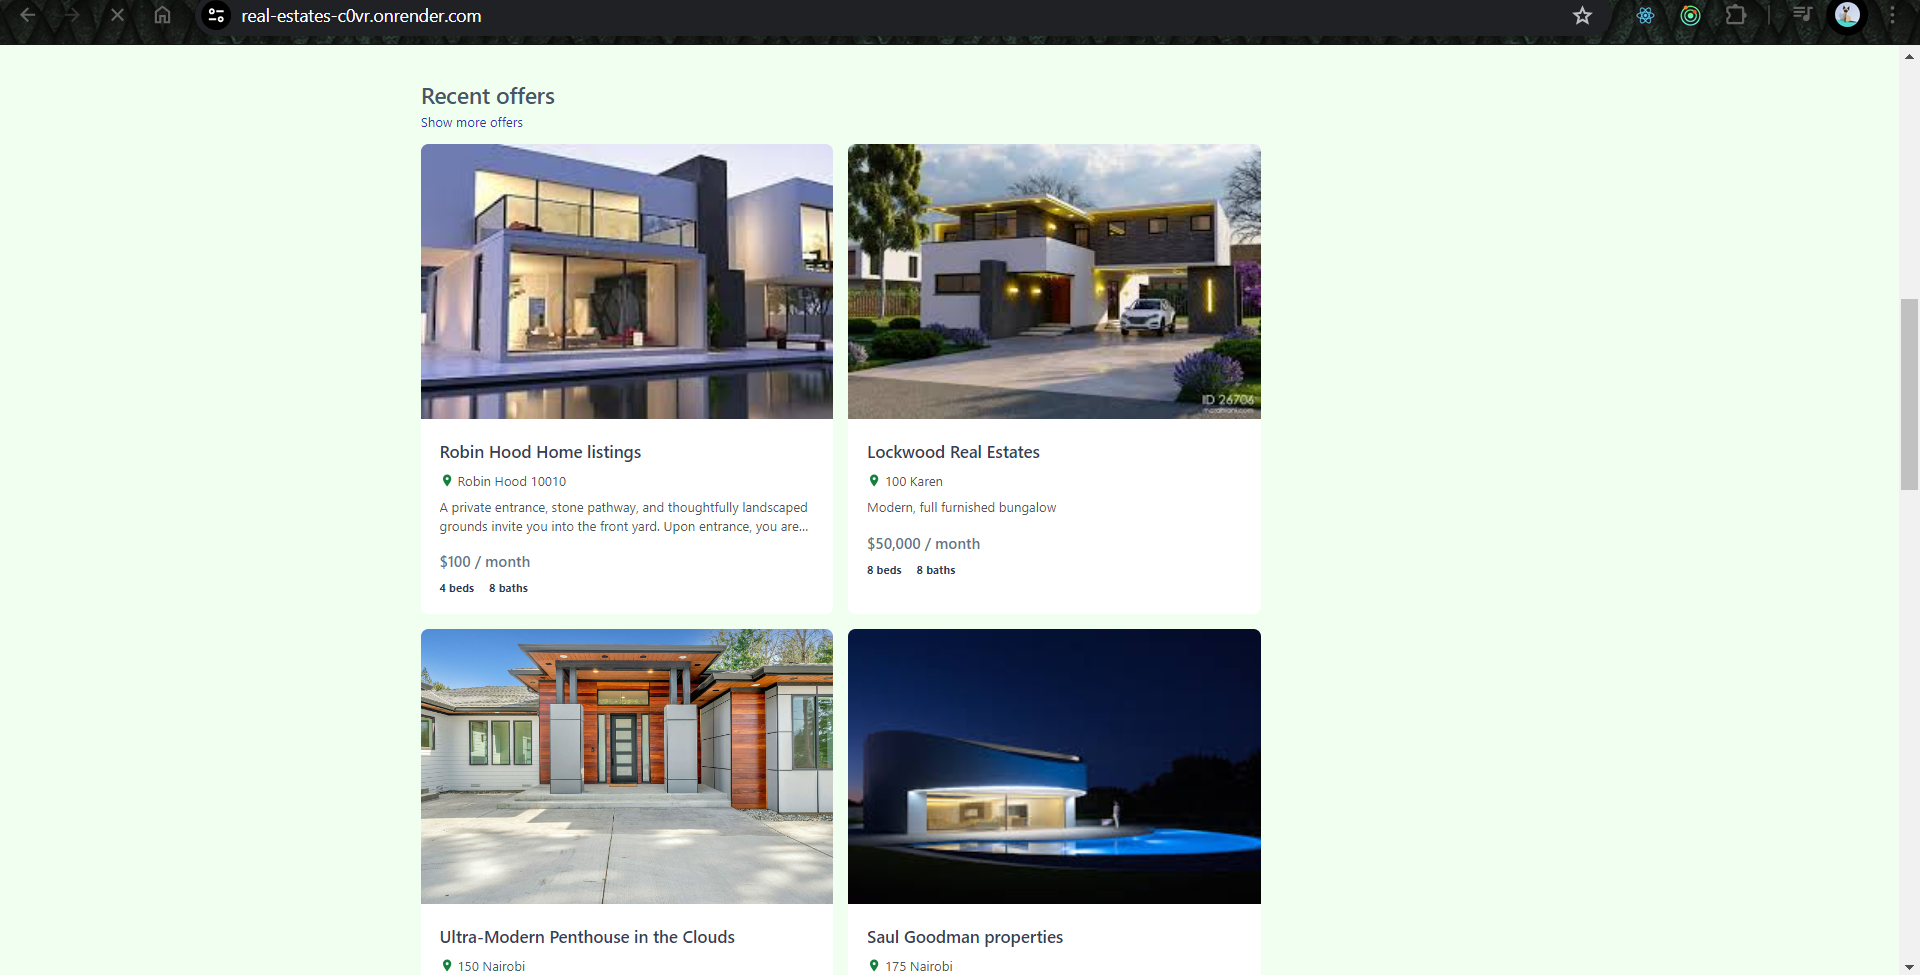 real-estates-c0vr.onrender.com
Recent offers
Show more offers
ID 26706
Robin Hood Home listings
Robin Hood 10010
A private entrance, stone pathway, and thoughtfully landscaped
grounds invite you into the front yard. Upon entrance, you are...
$100 / month
4 beds 8 baths
Lockwood Real Estates
100 Karen
Modern, full furnished bungalow
$50,000 / month
8 beds 8 baths
Ultra-Modern Penthouse in the Clouds
150 Nairobi
Saul Goodman properties
175 Nairobi